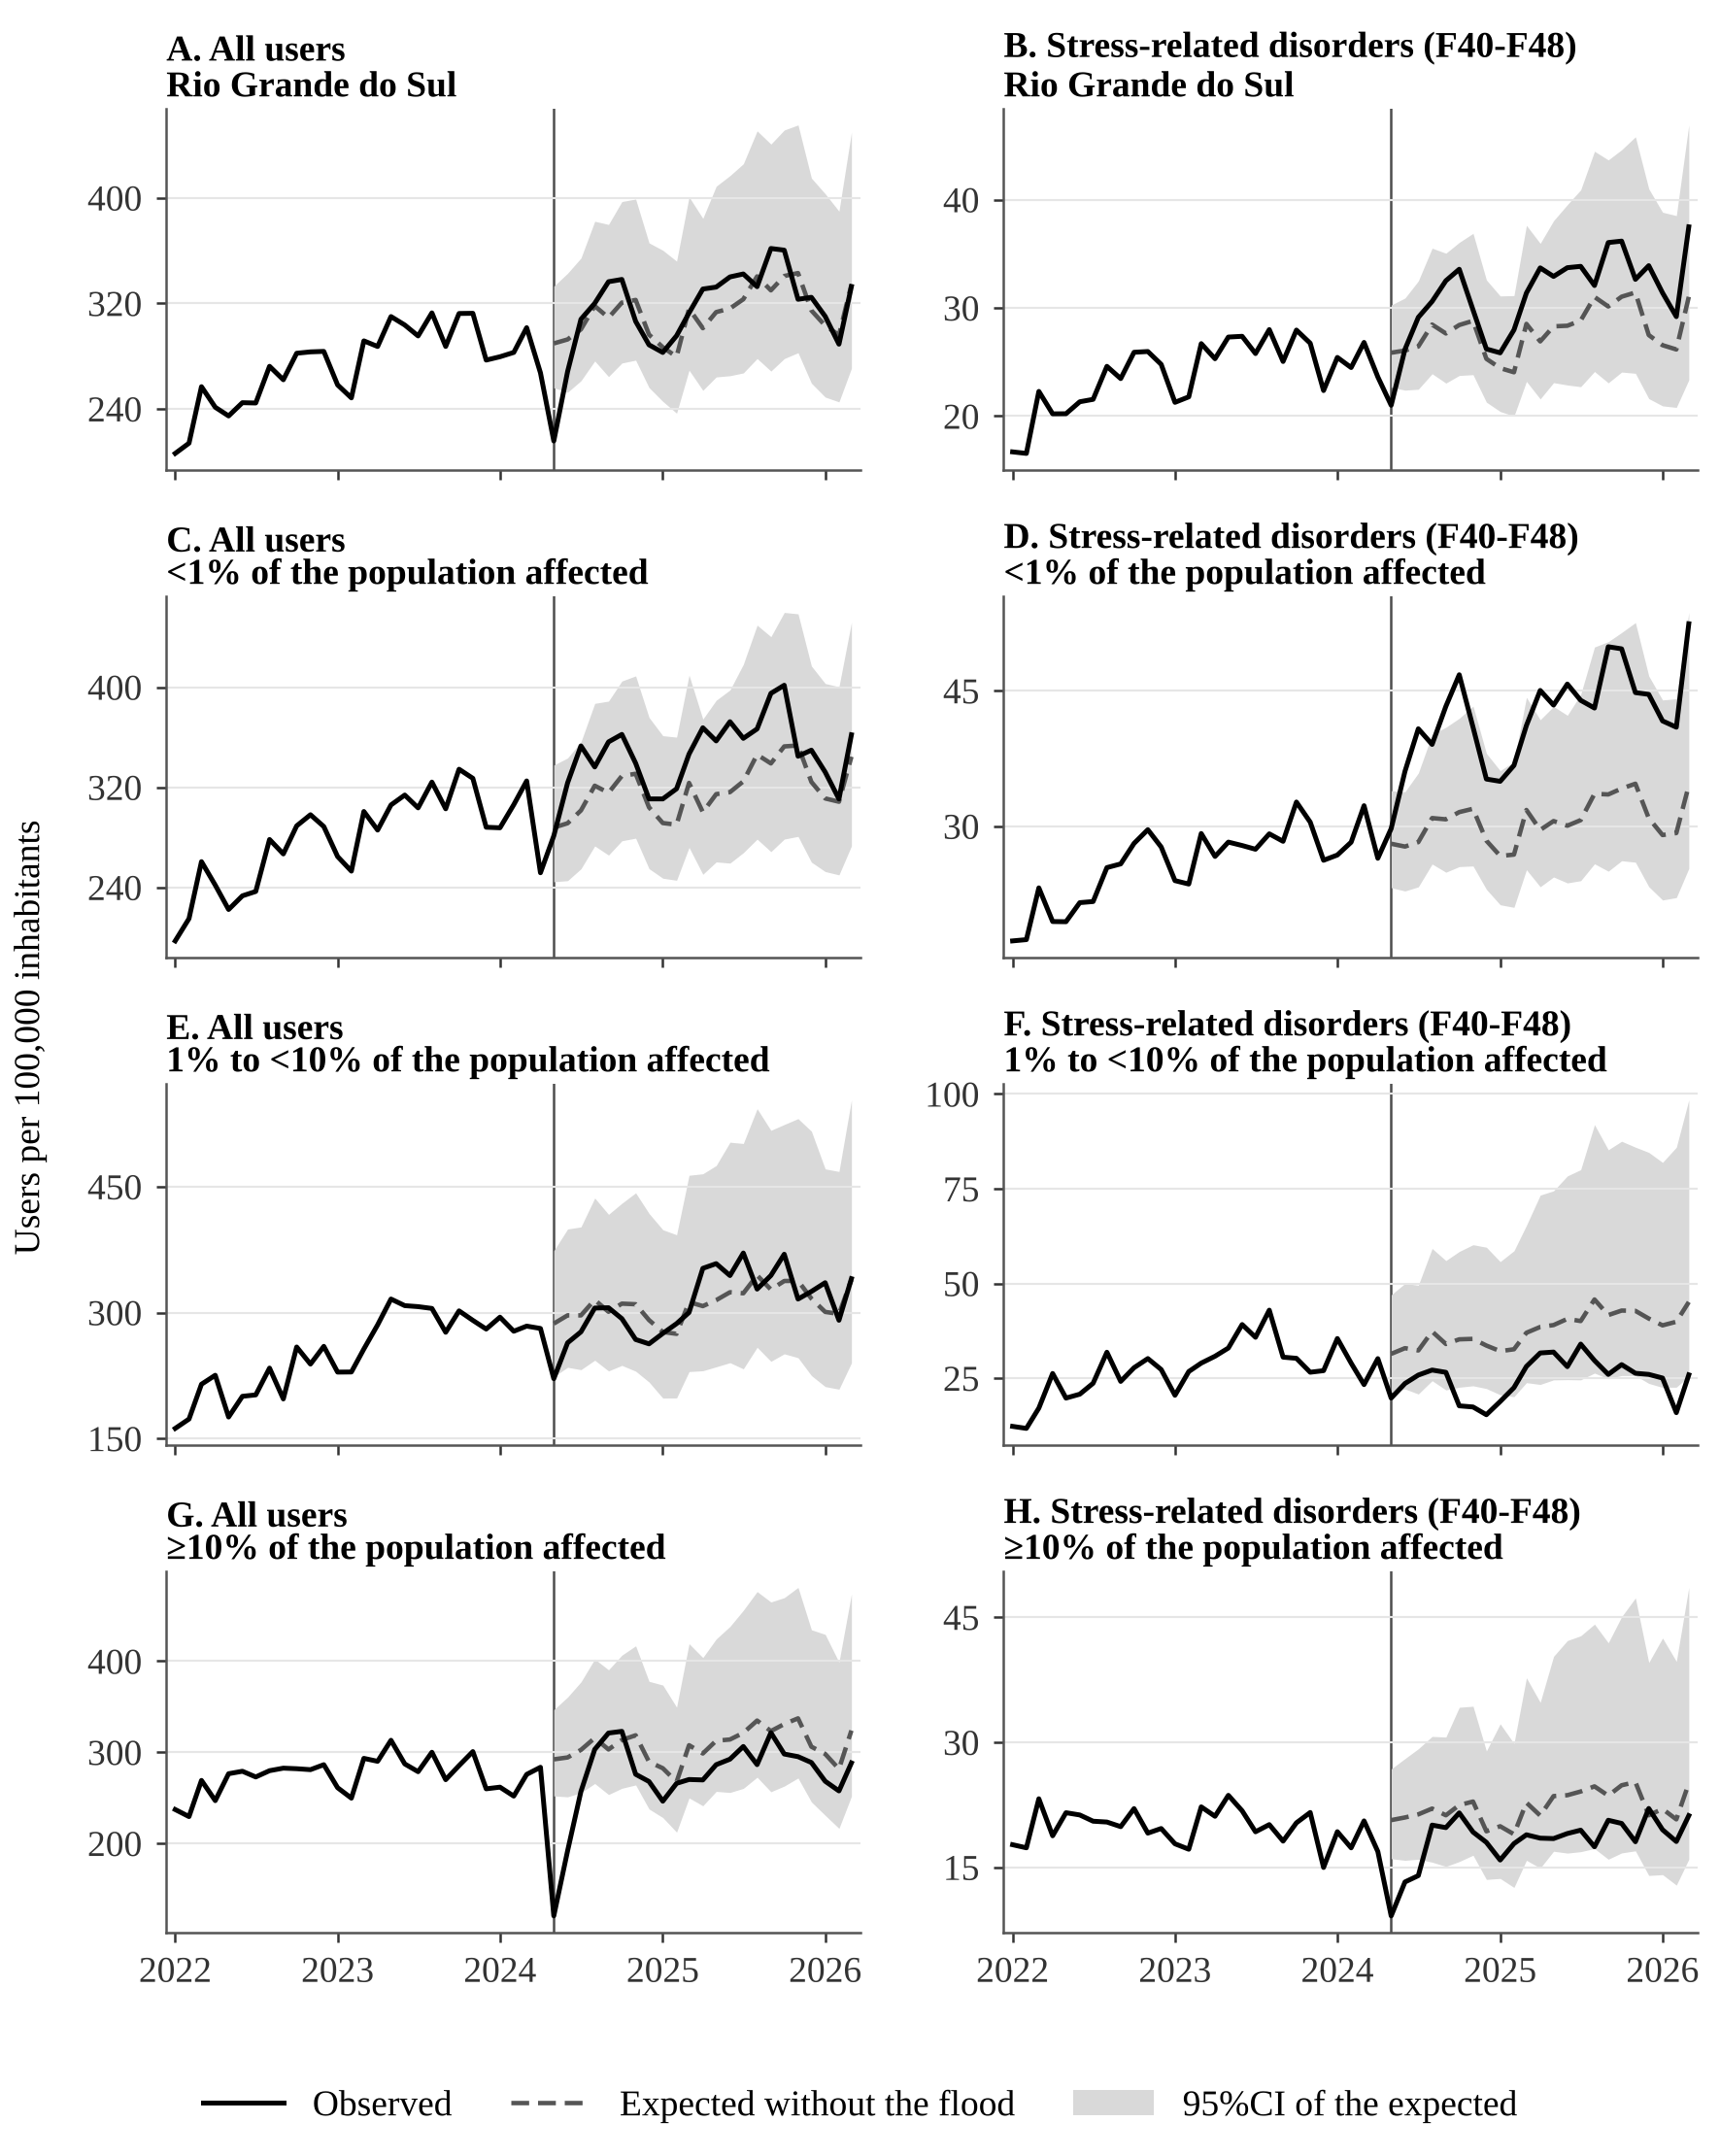 A. All users
Rio Grande do Sul
400
320
240
B. Stress-related disorders (F40-F48)
Rio Grande do Sul
40
30
20
C. All users
<1% of the population affected
400
320
240
D. Stress-related disorders (F40-F48)
<1% of the population affected
45
30
Users per 100,000 inhabitants
E. All users
1% to <10% of the population affected
450
300
150
F. Stress-related disorders (F40-F48)
1% to <10% of the population affected
100
75
50
25
G. All users
≥10% of the population affected
400
300
200
2022 2023 2024 2025 2026
H. Stress-related disorders (F40-F48)
≥10% of the population affected
45
30
15
2022 2023 2024 2025 2026
Observed Expected without the flood 95%CI of the expected